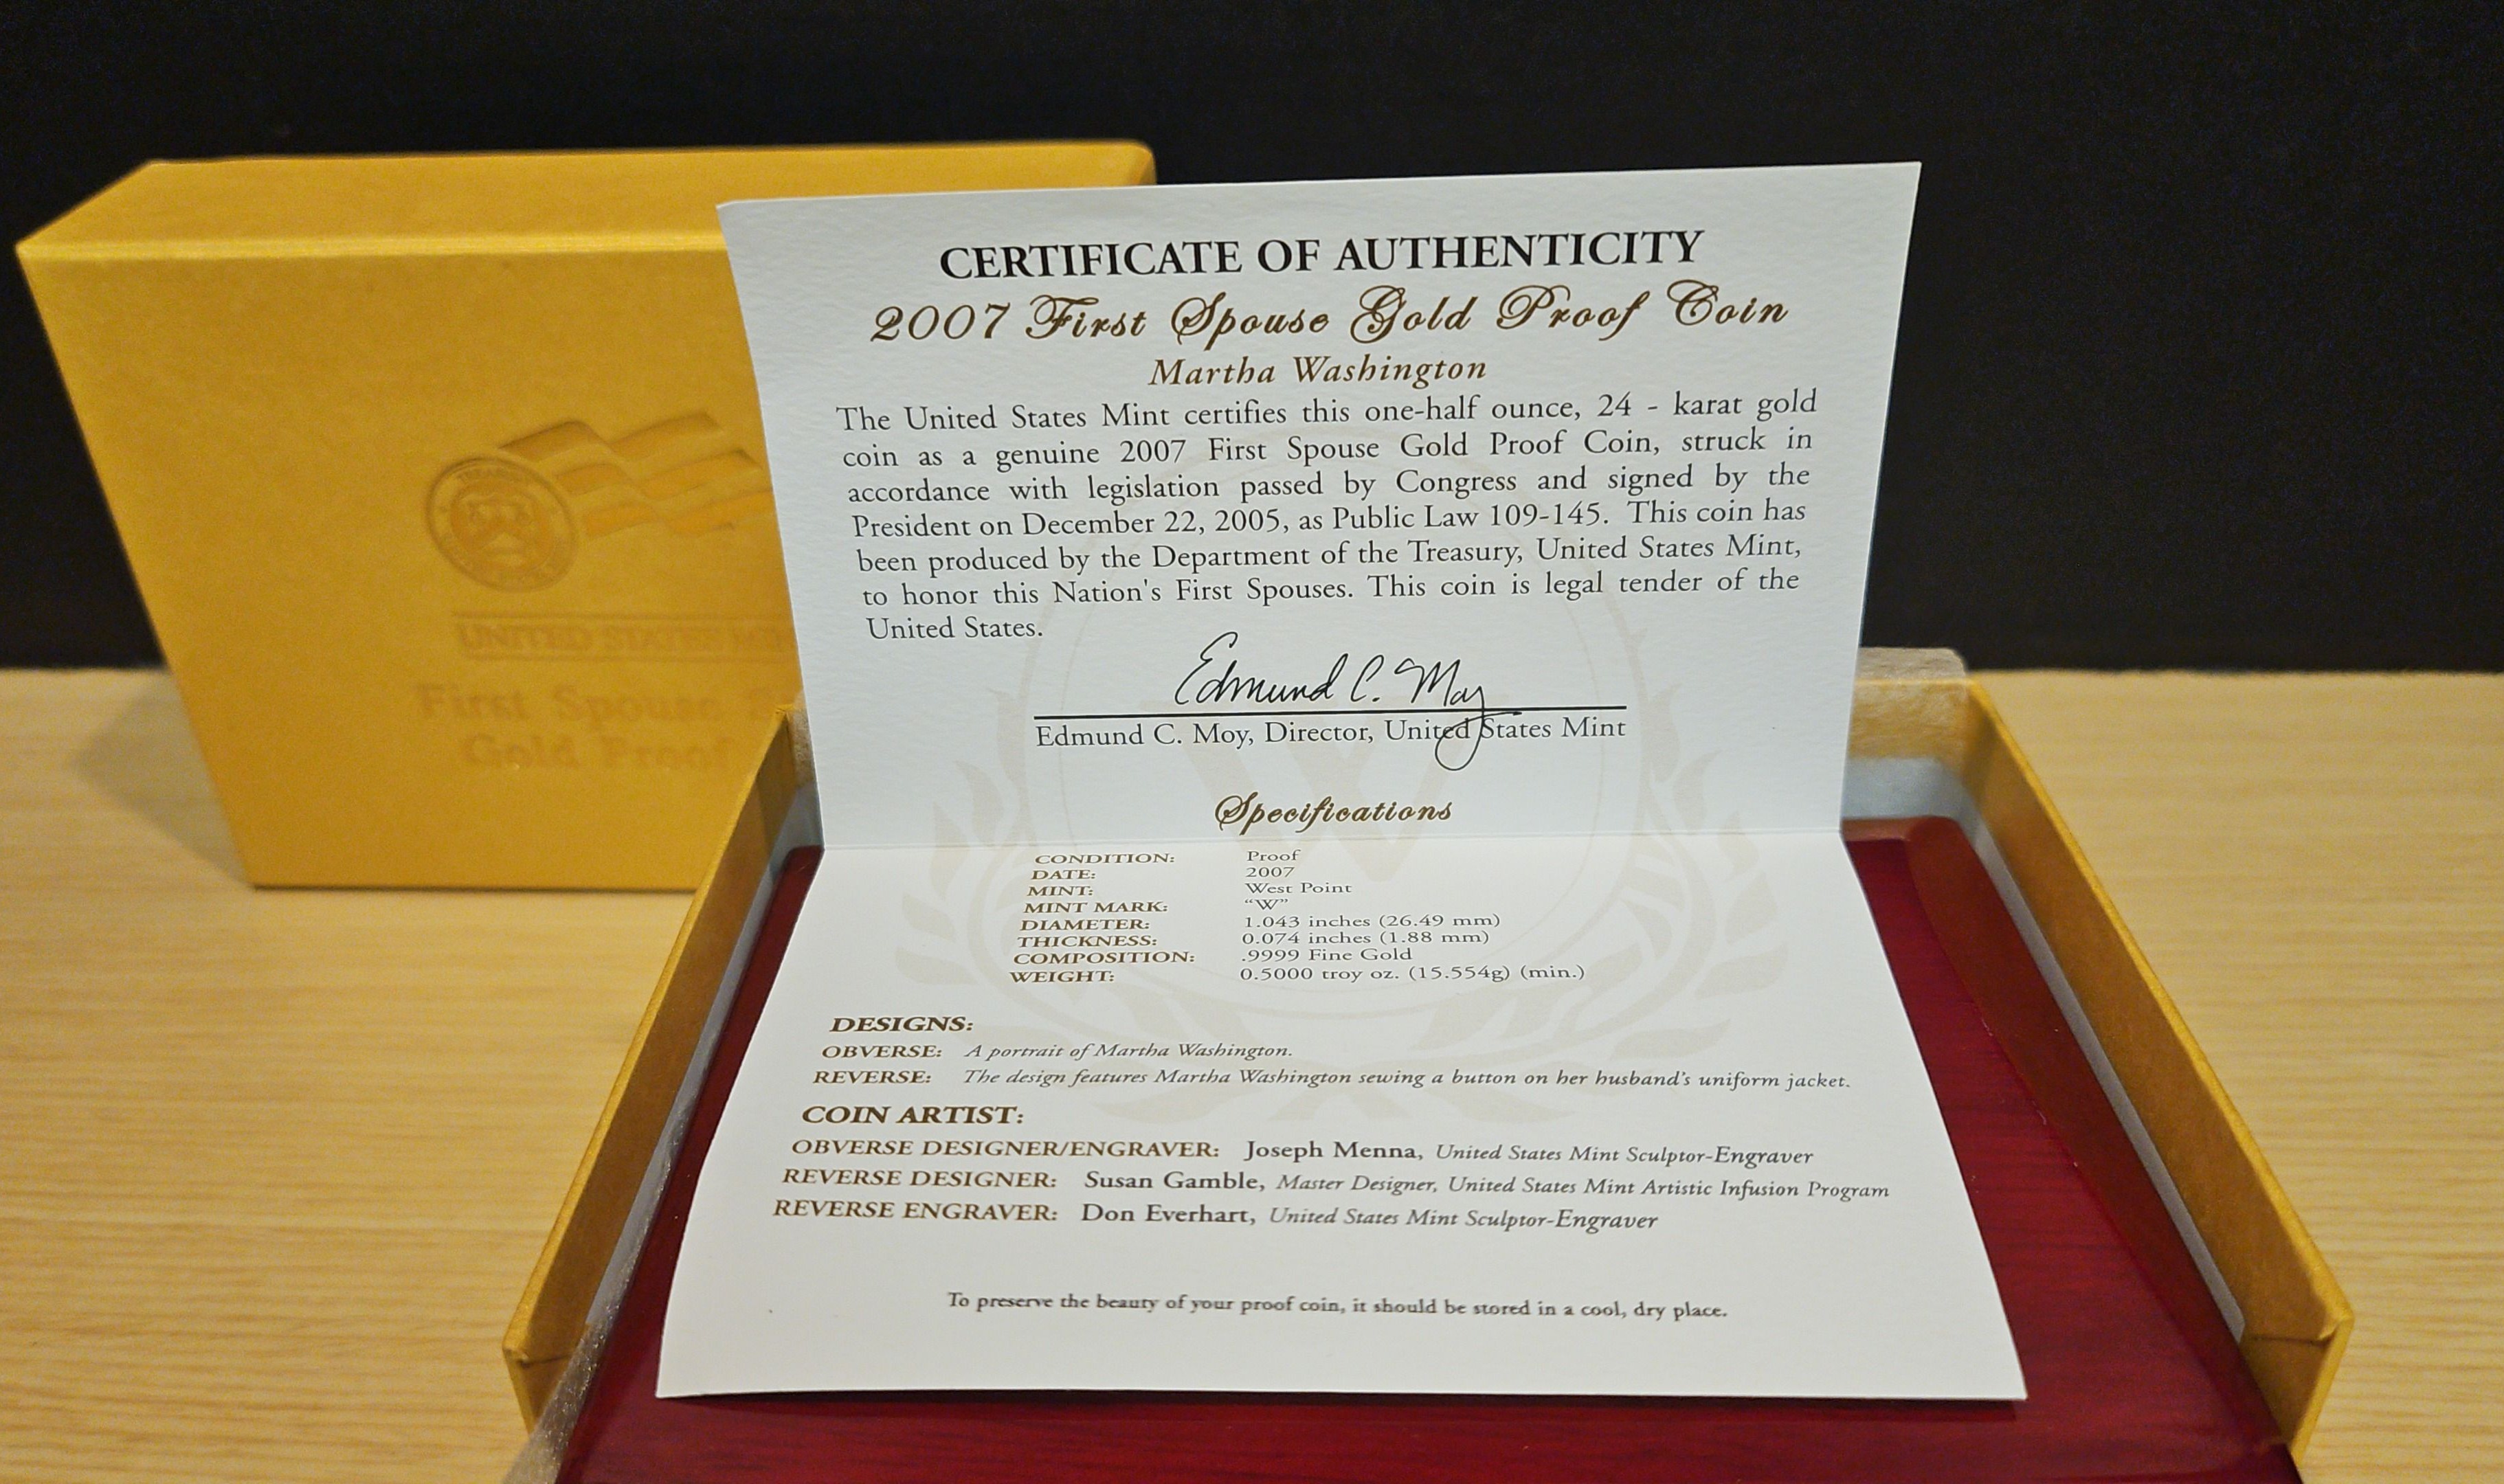 CERTIFICATE OF AUTHENTICITY
2007 First Spouse Gold Proof Coin
Martha Washington
The United States Mint certifies this one-half ounce, 24 - karat gold
coin as a genuine 2007 First Spouse Gold Proof Coin, struck in
accordance with legislation passed by Congress and signed by the
President on December 22, 2005, as Public Law 109-145. This coin has
been produced by the Department of the Treasury, United States Mint,
to honor this Nation's First Spouses. This coin is legal tender of the
United States.
Edmund C. Moy
Edmund C. Moy, Director, United States Mint
Specifications
CONDITION: Proof
DATE: 2007
MINT: West Point
MINT MARK: “W”
DIAMETER: 1.043 inches (26.49 mm)
THICKNESS: 0.074 inches (1.88 mm)
COMPOSITION: .9999 Fine Gold
WEIGHT: 0.5000 troy oz. (15.554g) (min.)
DESIGNS:
OBVERSE: A portrait of Martha Washington.
REVERSE: The design features Martha Washington sewing a button on her husband's uniform jacket.
COIN ARTIST:
OBVERSE DESIGNER/ENGRAVER: Joseph Menna, United States Mint Sculptor-Engraver
REVERSE DESIGNER: Susan Gamble, Master Designer, United States Mint Artistic Infusion Program
REVERSE ENGRAVER: Don Everhart, United States Mint Sculptor-Engraver
To preserve the beauty of your proof coin, it should be stored in a cool, dry place.
W
UNITED STATES
First Spouse
Gold Proof